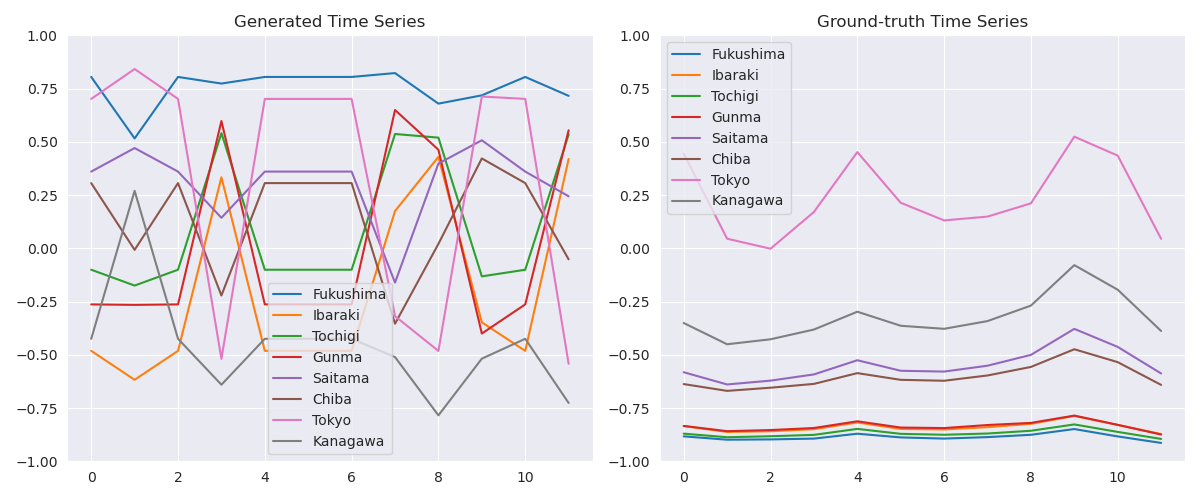 Generated Time Series
1.00
0.75
0.50
0.25
0.00
−0.25
−0.50
−0.75
−1.00
0
2
4
6
8
10
Fukushima
Ibaraki
Tochigi
Gunma
Saitama
Chiba
Tokyo
Kanagawa
Ground-truth Time Series
1.00
0.75
0.50
0.25
0.00
−0.25
−0.50
−0.75
−1.00
0
2
4
6
8
10
Fukushima
Ibaraki
Tochigi
Gunma
Saitama
Chiba
Tokyo
Kanagawa